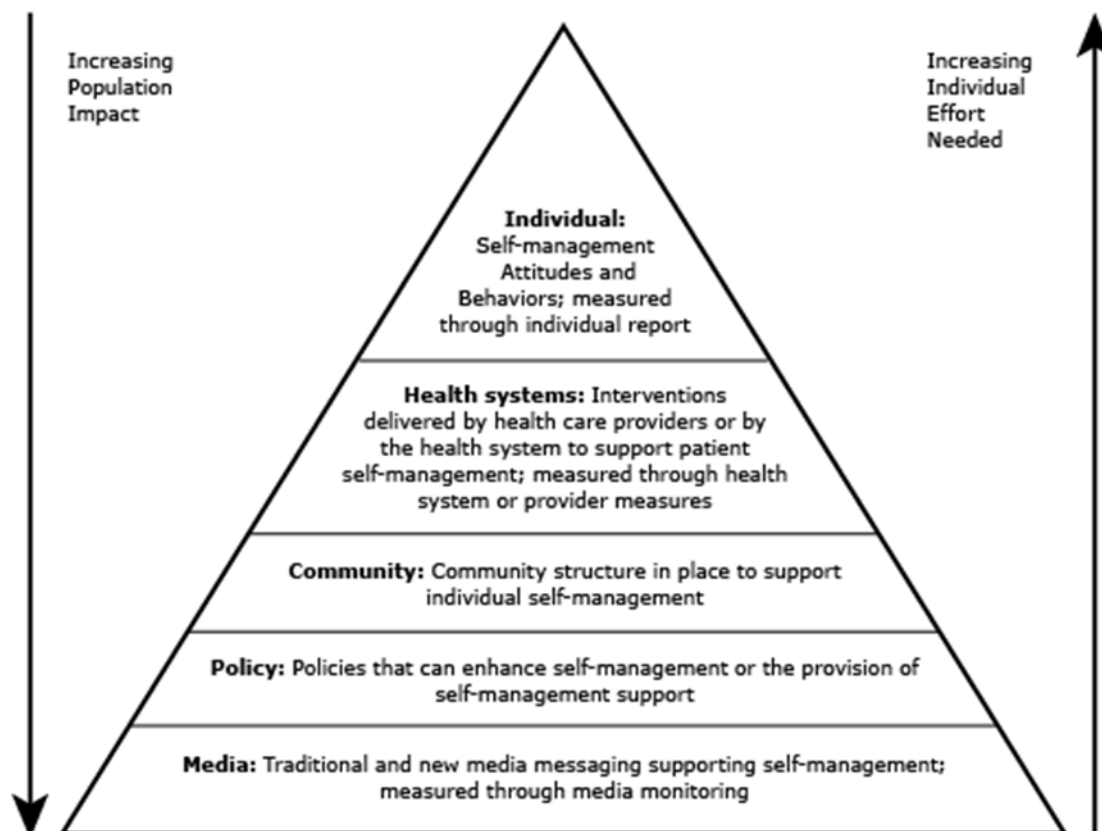 Increasing
Population
Impact
Increasing
Individual
Effort
Needed
Individual:
Self-management
Attitudes and
Behaviors; measured
through individual report
Health systems: Interventions
delivered by health care providers or by
the health system to support patient
self-management; measured through health
system or provider measures
Community: Community structure in place to support
individual self-management
Policy: Policies that can enhance self-management or the provision of
self-management support
Media: Traditional and new media messaging supporting self-management;
measured through media monitoring